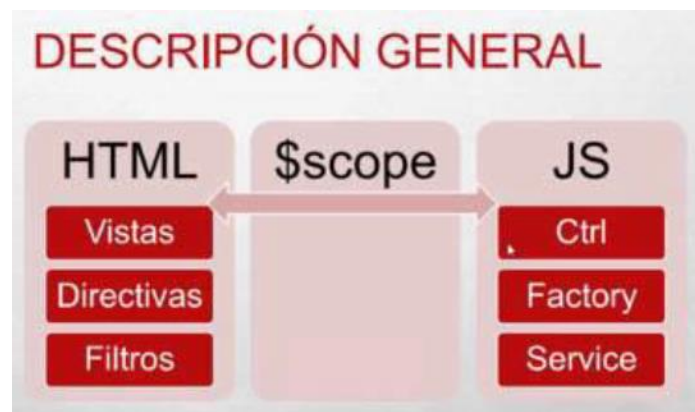 DESCRIPCIÓN GENERAL
HTML
Vistas
Directivas
Filtros
$scope
JS
Ctrl
Factory
Service